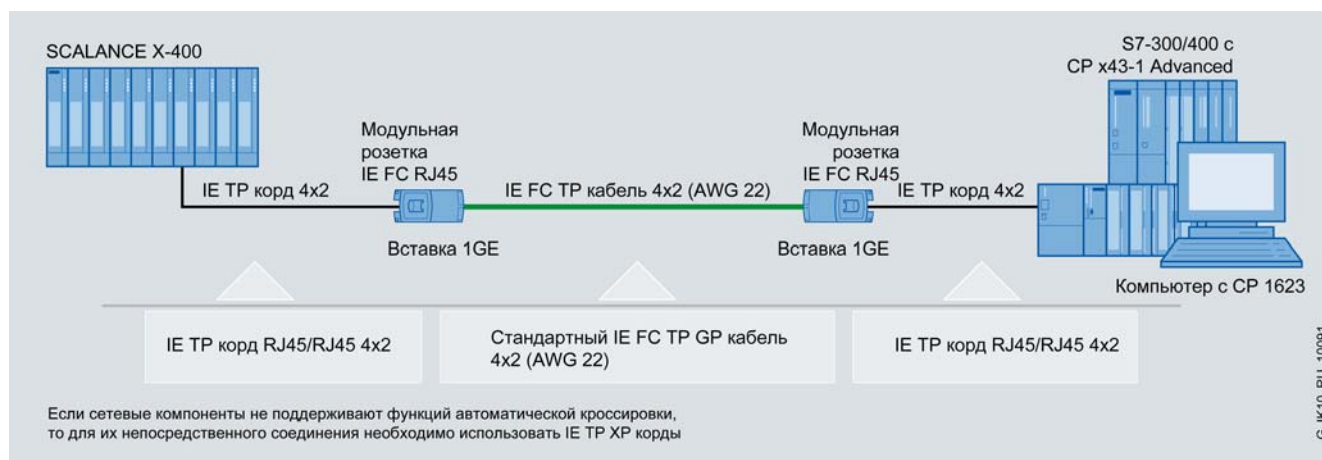 SCALANCE X-400
S7-300/400 с
CP x43-1 Advanced
Модульная
розетка
IE FC RJ45
Модульная
розетка
IE FC RJ45
IE TP корд 4x2
IE FC TP кабель 4x2 (AWG 22)
IE TP корд 4x2
Вставка 1GE
Вставка 1GE
Компьютер с CP 1623
IE TP корд RJ45/RJ45 4x2
Стандартный IE FC TP GP кабель
4x2 (AWG 22)
IE TP корд RJ45/RJ45 4x2
Если сетевые компоненты не поддерживают функций автоматической кроссировки,
то для их непосредственного соединения необходимо использовать IE TP XP корды